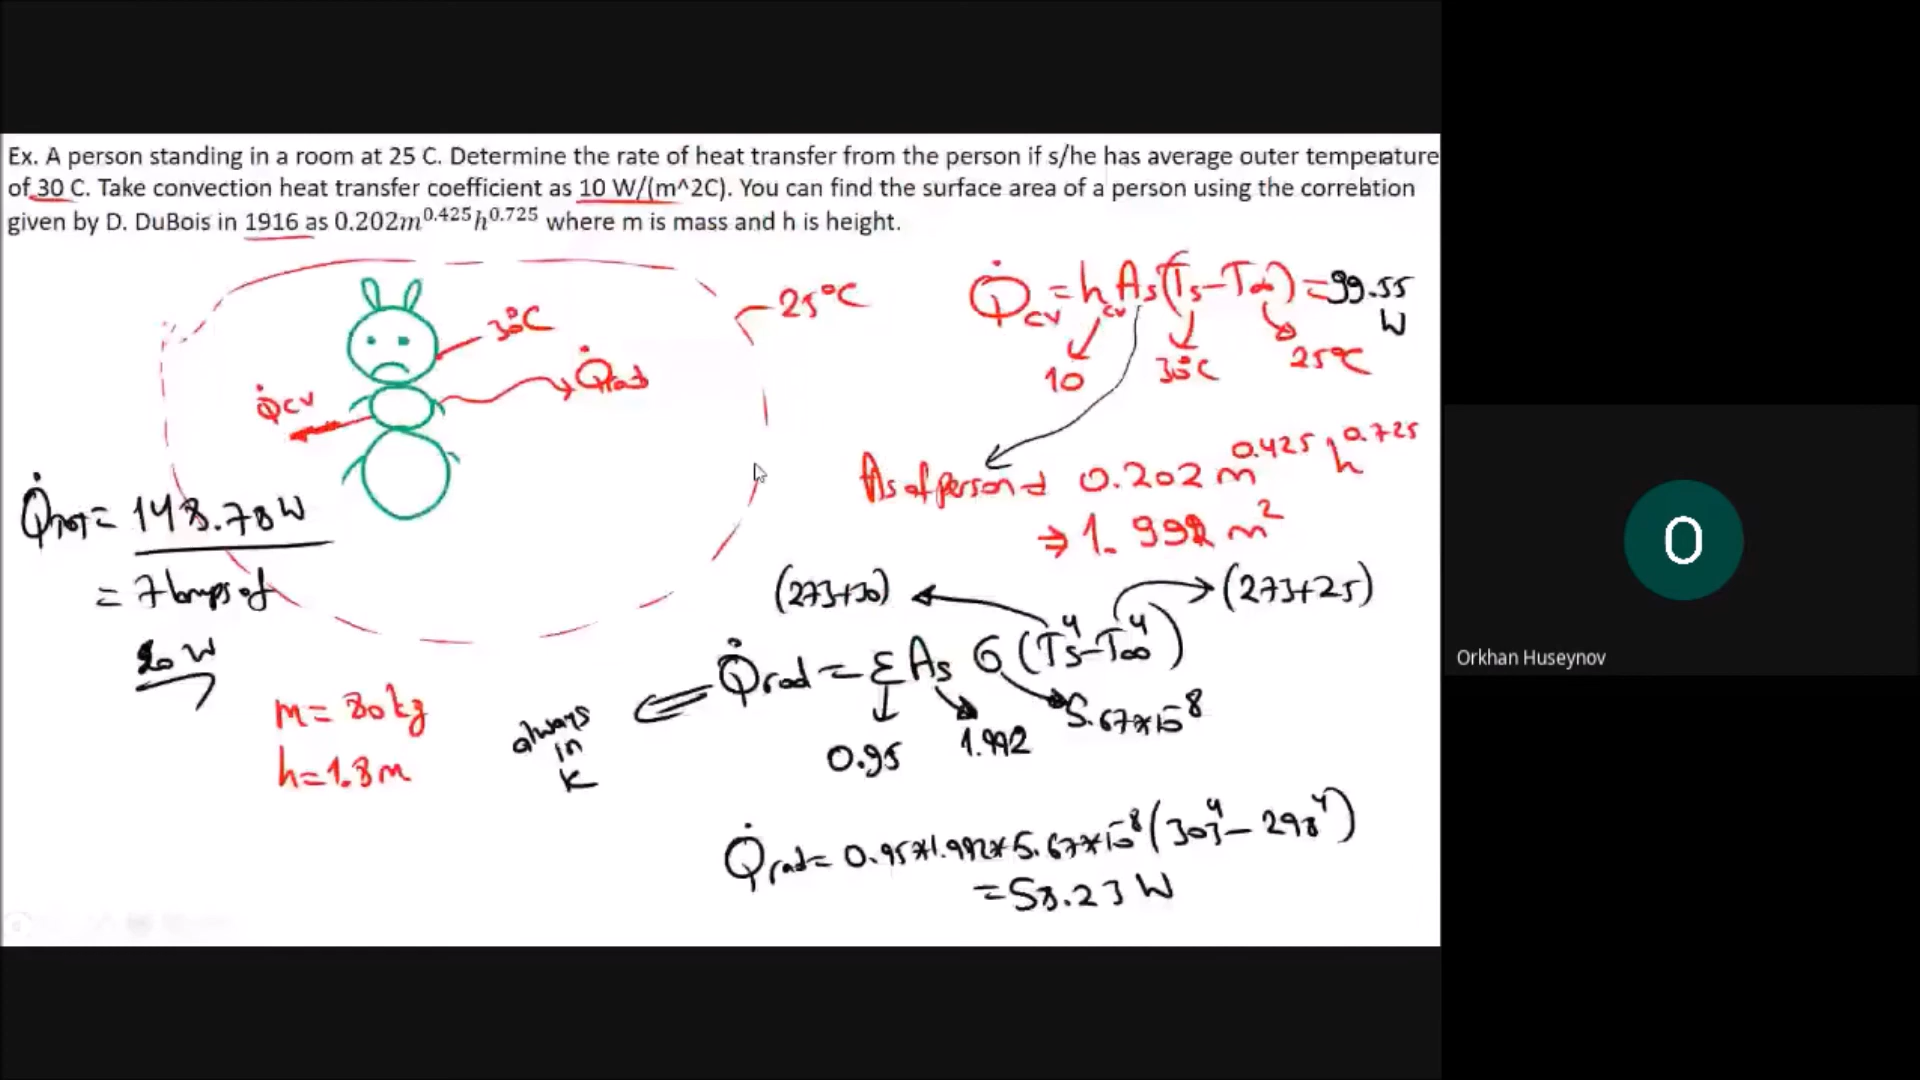 Ex. A person standing in a room at 25 C. Determine the rate of heat transfer from the person if s/he has average outer temperature
of 30 C. Take convection heat transfer coefficient as 10 W/(m^2C). You can find the surface area of a person using the correlation
given by D. DuBois in 1916 as 0.202m^0.425 h^0.725 where m is mass and h is height.
25°C
Q̇cv = hcv As (Ts - T∞) = 99.55 W
30°C
10
30°C
25°C
Q̇rad
Q̇cv
As of person → 0.202 m^0.425 h^0.725
⇒ 1.992 m²
Q̇tot = 148.78 W
= 7 lamps of
20 W
(273+30)
(273+25)
Q̇rad = ε As σ (Ts⁴ - T∞⁴)
always
in
K
0.95
1.992
5.67*10⁻⁸
m = 80 kg
h = 1.8 m
Q̇rad = 0.95*1.992*5.67*10⁻⁸ (303⁴ - 298⁴)
= 58.23 W
O
Orkhan Huseynov